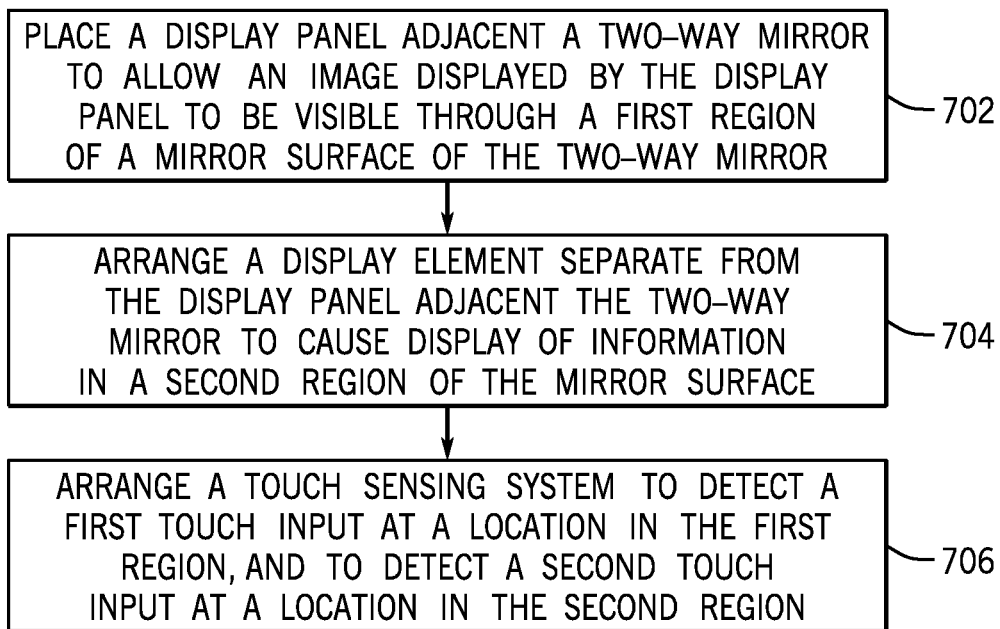 PLACE A DISPLAY PANEL ADJACENT A TWO–WAY MIRROR
TO ALLOW AN IMAGE DISPLAYED BY THE DISPLAY
PANEL TO BE VISIBLE THROUGH A FIRST REGION
OF A MIRROR SURFACE OF THE TWO–WAY MIRROR
702
ARRANGE A DISPLAY ELEMENT SEPARATE FROM
THE DISPLAY PANEL ADJACENT THE TWO–WAY
MIRROR TO CAUSE DISPLAY OF INFORMATION
IN A SECOND REGION OF THE MIRROR SURFACE
704
ARRANGE A TOUCH SENSING SYSTEM TO DETECT A
FIRST TOUCH INPUT AT A LOCATION IN THE FIRST
REGION, AND TO DETECT A SECOND TOUCH
INPUT AT A LOCATION IN THE SECOND REGION
706